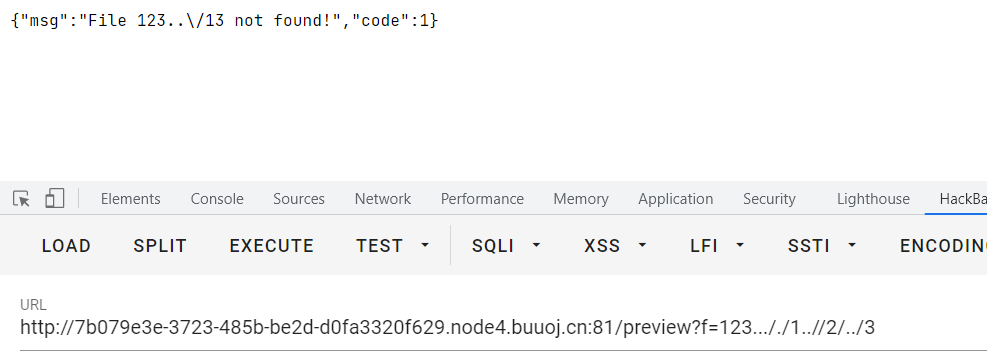 {"msg":"File 123..\/13 not found!","code":1}
Elements Console Sources Network Performance Memory Application Security Lighthouse HackBa
LOAD SPLIT EXECUTE TEST SQLI XSS LFI SSTI ENCODIN
URL
http://7b079e3e-3723-485b-be2d-d0fa3320f629.node4.buuoj.cn:81/preview?f=123..././1..//2/../3